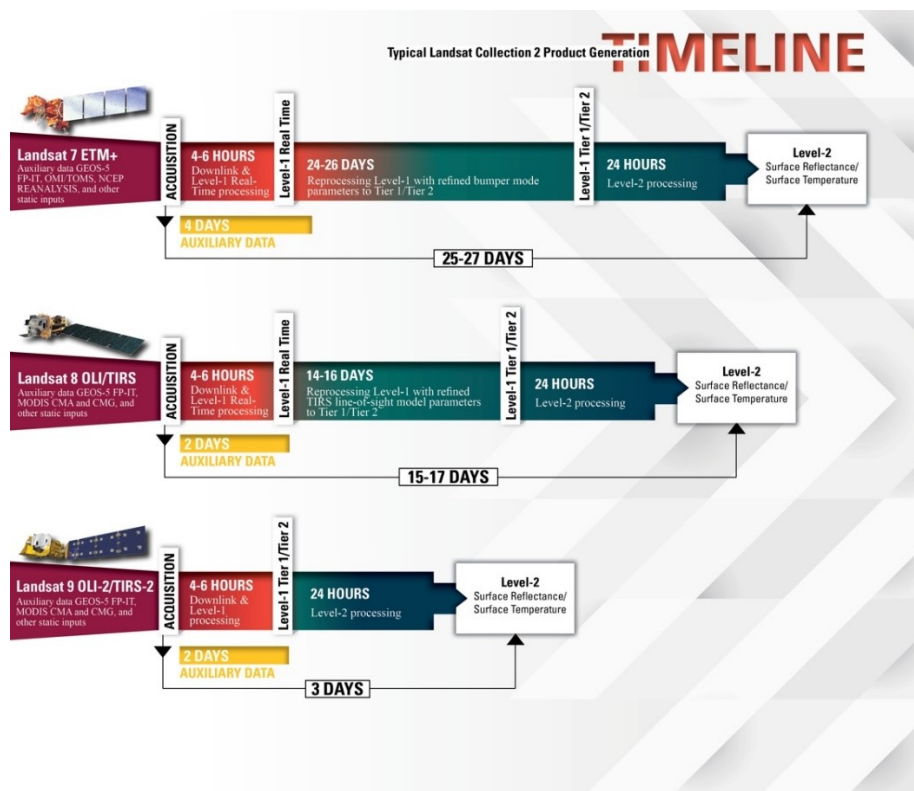 Typical Landsat Collection 2 Product Generation
TIMELINE
Landsat 7 ETM+
Auxiliary data GEOS-5
FP-IT, OMI/TOMS, NCEP
REANALYSIS, and other
static inputs
ACQUISITION
4-6 HOURS
Downlink &
Level-1 Real-
Time processing
Level-1 Real Time
24-26 DAYS
Reprocessing Level-1 with refined bumper mode
parameters to Tier 1/Tier 2
Level-1 Tier 1/Tier 2
24 HOURS
Level-2 processing
Level-2
Surface Reflectance/
Surface Temperature
4 DAYS
AUXILIARY DATA
25-27 DAYS
Landsat 8 OLI/TIRS
Auxiliary data GEOS-5 FP-IT,
MODIS CMA and CMG, and
other static inputs
ACQUISITION
4-6 HOURS
Downlink &
Level-1 Real-
Time processing
Level-1 Real Time
14-16 DAYS
Reprocessing Level-1 with refined
TIRS line-of-sight model parameters
to Tier 1/Tier 2
Level-1 Tier 1/Tier 2
24 HOURS
Level-2 processing
Level-2
Surface Reflectance/
Surface Temperature
2 DAYS
AUXILIARY DATA
15-17 DAYS
Landsat 9 OLI-2/TIRS-2
Auxiliary data GEOS-5 FP-IT,
MODIS CMA and CMG, and
other static inputs
ACQUISITION
4-6 HOURS
Downlink &
Level-1
processing
Level-1 Tier 1/Tier 2
24 HOURS
Level-2 processing
Level-2
Surface Reflectance/
Surface Temperature
2 DAYS
AUXILIARY DATA
3 DAYS